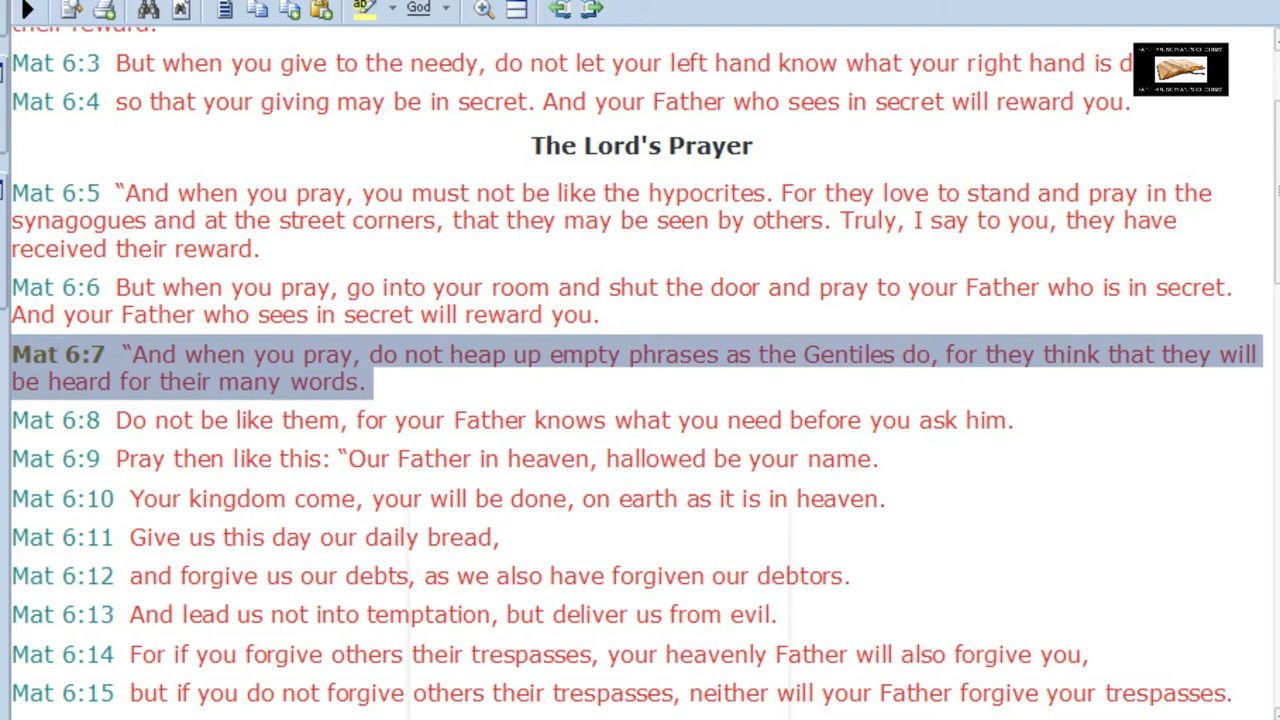 God
their reward.
Mat 6:3 But when you give to the needy, do not let your left hand know what your right hand is d
Mat 6:4 so that your giving may be in secret. And your Father who sees in secret will reward you.
The Lord's Prayer
Mat 6:5 “And when you pray, you must not be like the hypocrites. For they love to stand and pray in the
synagogues and at the street corners, that they may be seen by others. Truly, I say to you, they have
received their reward.
Mat 6:6 But when you pray, go into your room and shut the door and pray to your Father who is in secret.
And your Father who sees in secret will reward you.
Mat 6:7 “And when you pray, do not heap up empty phrases as the Gentiles do, for they think that they will
be heard for their many words.
Mat 6:8 Do not be like them, for your Father knows what you need before you ask him.
Mat 6:9 Pray then like this: “Our Father in heaven, hallowed be your name.
Mat 6:10 Your kingdom come, your will be done, on earth as it is in heaven.
Mat 6:11 Give us this day our daily bread,
Mat 6:12 and forgive us our debts, as we also have forgiven our debtors.
Mat 6:13 And lead us not into temptation, but deliver us from evil.
Mat 6:14 For if you forgive others their trespasses, your heavenly Father will also forgive you,
Mat 6:15 but if you do not forgive others their trespasses, neither will your Father forgive your trespasses.